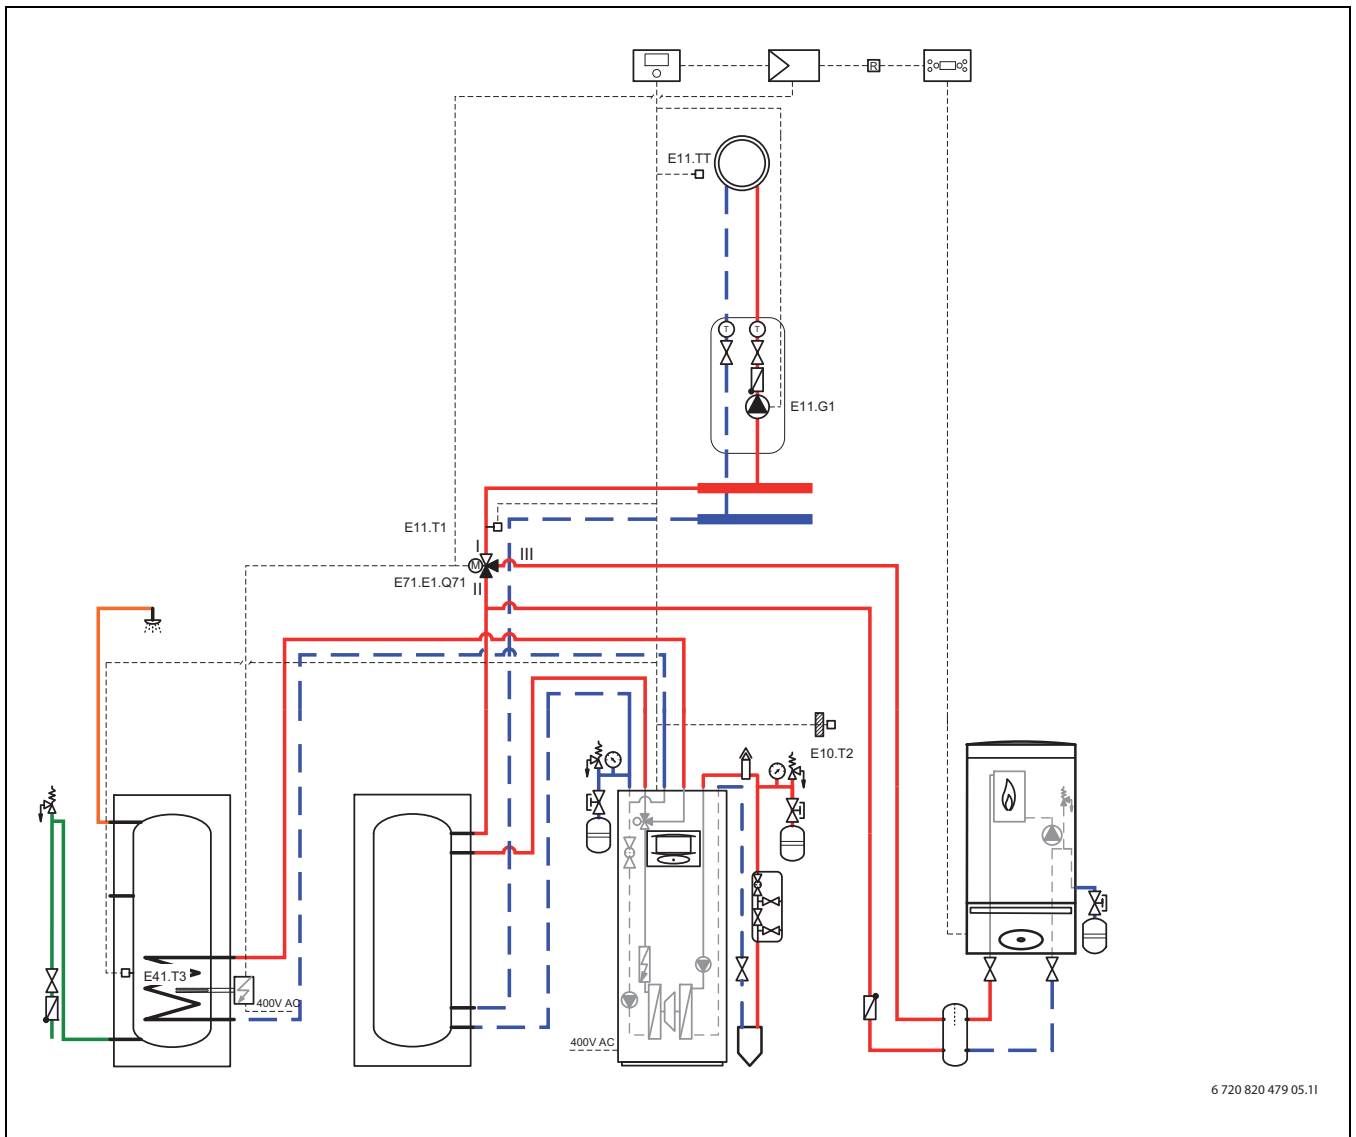 R
E11.TT
T T
E11.G1
E11.T1
I
III
M
E71.E1.Q71
II
E10.T2
E41.T3
400V AC
400V AC
6 720 820 479 05.1I